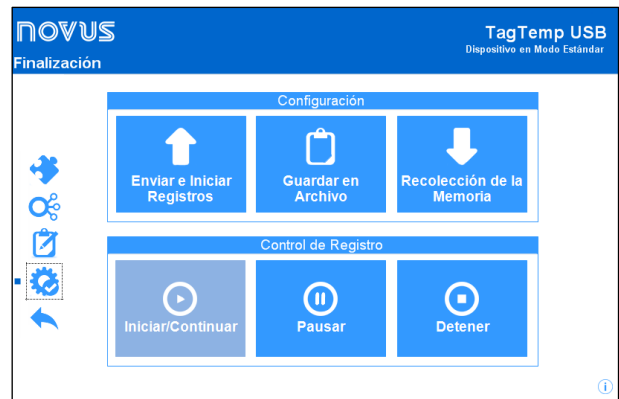 novus
TagTemp USB
Dispositivo en Modo Estándar
Finalización
Configuración
Enviar e Iniciar
Registros
Guardar en
Archivo
Recolección de la
Memoria
Control de Registro
Iniciar/Continuar
Pausar
Detener
i